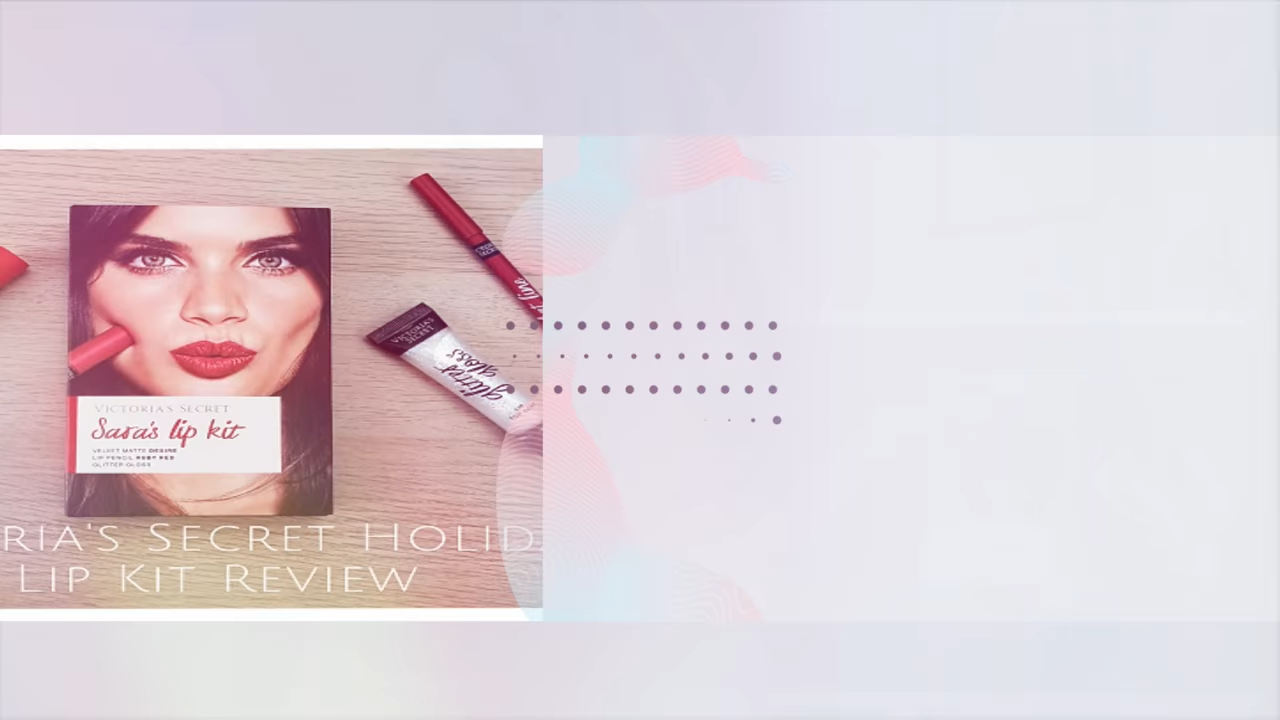 VICTORIA'S SECRET
Sara's lip kit
VELVET MATTE DESIRE
LIP PENCIL RUBY RED
GLITTER GLOSS
VICTORIA'S
SECRET
glitter
gloss
line
RIA'S SECRET HOLID
LIP KIT REVIEW